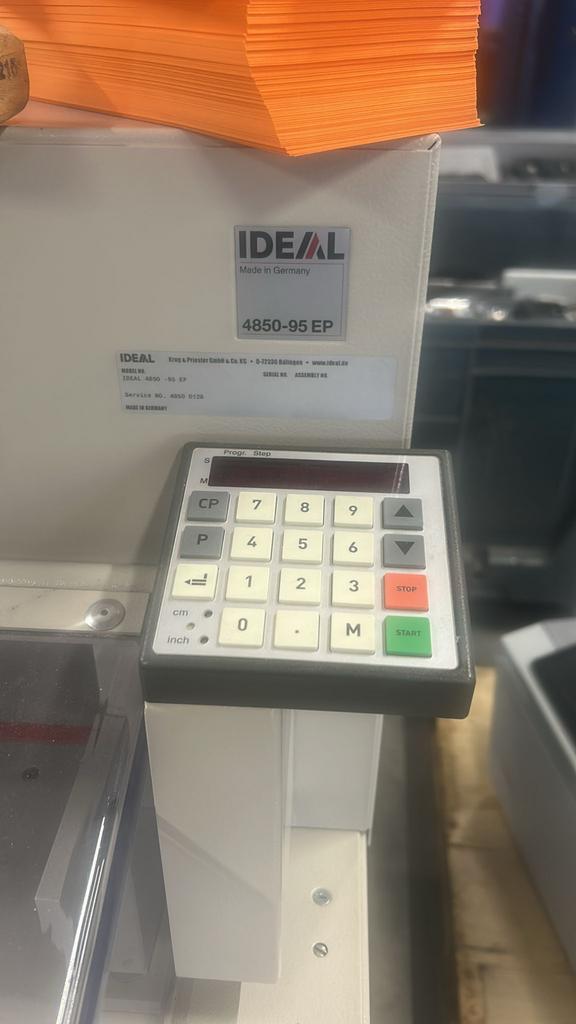 216
IDEAL
Made in Germany
4850-95 EP
IDEAL Krug & Priester GmbH & Co. KG • D-72336 Balingen • www.ideal.de
MODEL NO. SERIAL NO. ASSEMBLY NO.
IDEAL 4850 -95 EP
Service NO. 4850 0128
MADE IN GERMANY
Progr. Step
S
M
CP 7 8 9
P 4 5 6
1 2 3 STOP
cm
0 . M START
inch